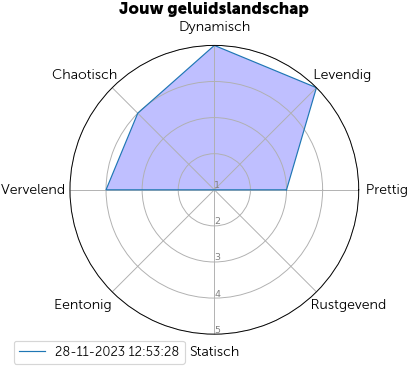 Jouw geluidslandschap
Dynamisch
Chaotisch
Levendig
Vervelend
1
Prettig
2
3
4
Eentonig
Rustgevend
5
28-11-2023 12:53:28
Statisch